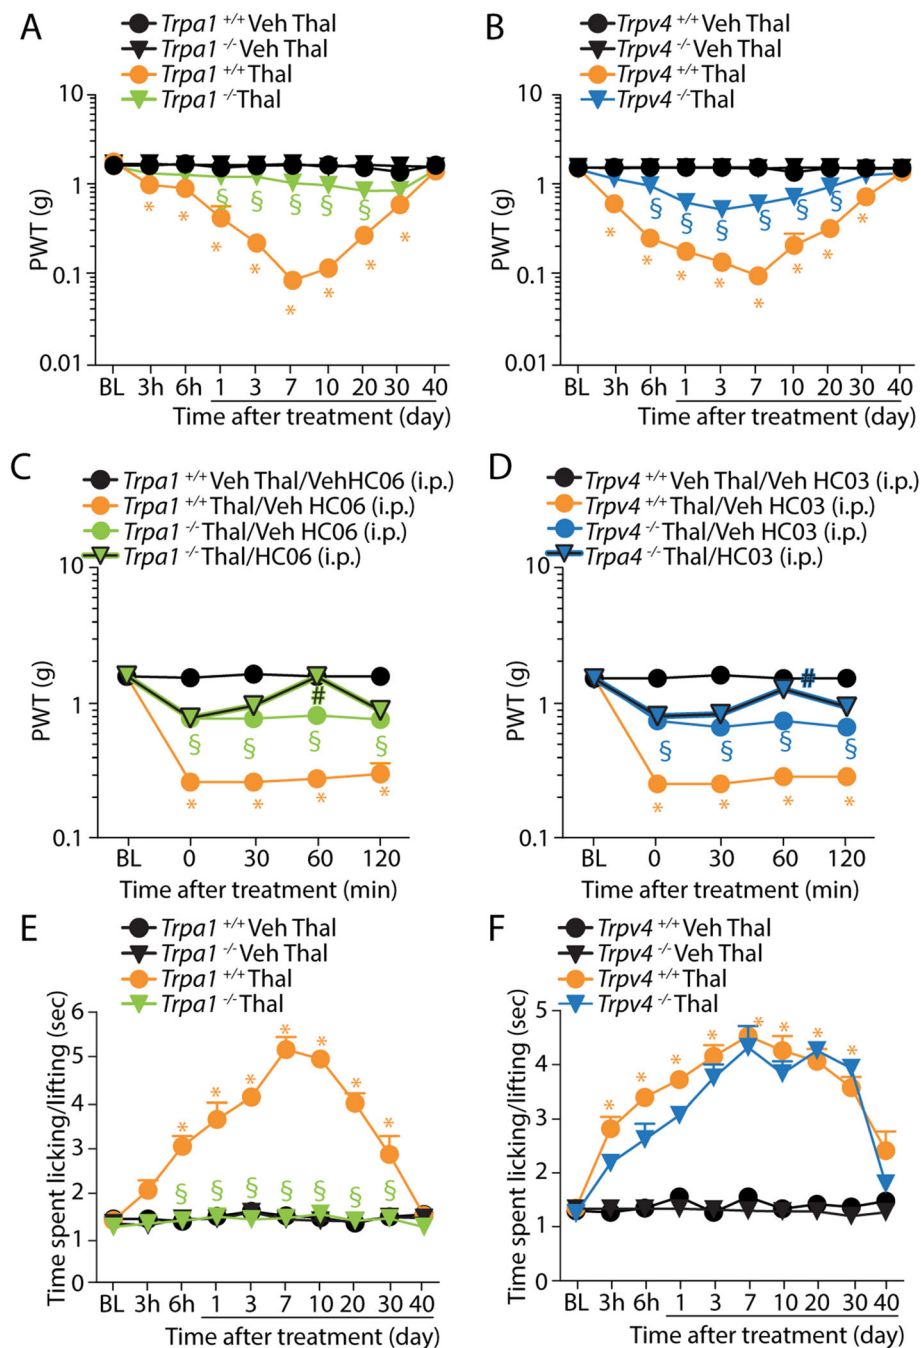 A
Trpa1 +/+ Veh Thal
Trpa1 -/- Veh Thal
Trpa1 +/+ Thal
Trpa1 -/- Thal
10
1
0.1
0.01
PWT (g)
§ § § § §
* * * * * * * * *
BL 3h 6h 1 3 7 10 20 30 40
Time after treatment (day)
B
Trpv4 +/+ Veh Thal
Trpv4 -/- Veh Thal
Trpv4 +/+ Thal
Trpv4 -/- Thal
10
1
0.1
0.01
PWT (g)
§ § § § § §
* * * * * * * *
BL 3h 6h 1 3 7 10 20 30 40
Time after treatment (day)
C
Trpa1 +/+ Veh Thal/VehHC06 (i.p.)
Trpa1 +/+ Thal/Veh HC06 (i.p.)
Trpa1 -/- Thal/Veh HC06 (i.p.)
Trpa1 -/- Thal/HC06 (i.p.)
10
1
0.1
PWT (g)
#
§ § § §
* * * *
BL 0 30 60 120
Time after treatment (min)
D
Trpv4 +/+ Veh Thal/Veh HC03 (i.p.)
Trpv4 +/+ Thal/Veh HC03 (i.p.)
Trpv4 -/- Thal/Veh HC03 (i.p.)
Trpa4 -/- Thal/HC03 (i.p.)
10
1
0.1
PWT (g)
#
§ § § §
* * * *
BL 0 30 60 120
Time after treatment (min)
E
Trpa1 +/+ Veh Thal
Trpa1 -/- Veh Thal
Trpa1 +/+ Thal
Trpa1 -/- Thal
6
5
4
3
2
1
0
Time spent licking/lifting (sec)
* * * * * * *
§ § § § § § §
BL 3h 6h 1 3 7 10 20 30 40
Time after treatment (day)
F
Trpv4 +/+ Veh Thal
Trpv4 -/- Veh Thal
Trpv4 +/+ Thal
Trpv4 -/- Thal
5
4
3
2
1
0
Time spent licking/lifting (sec)
* * * * * * * *
BL 3h 6h 1 3 7 10 20 30 40
Time after treatment (day)